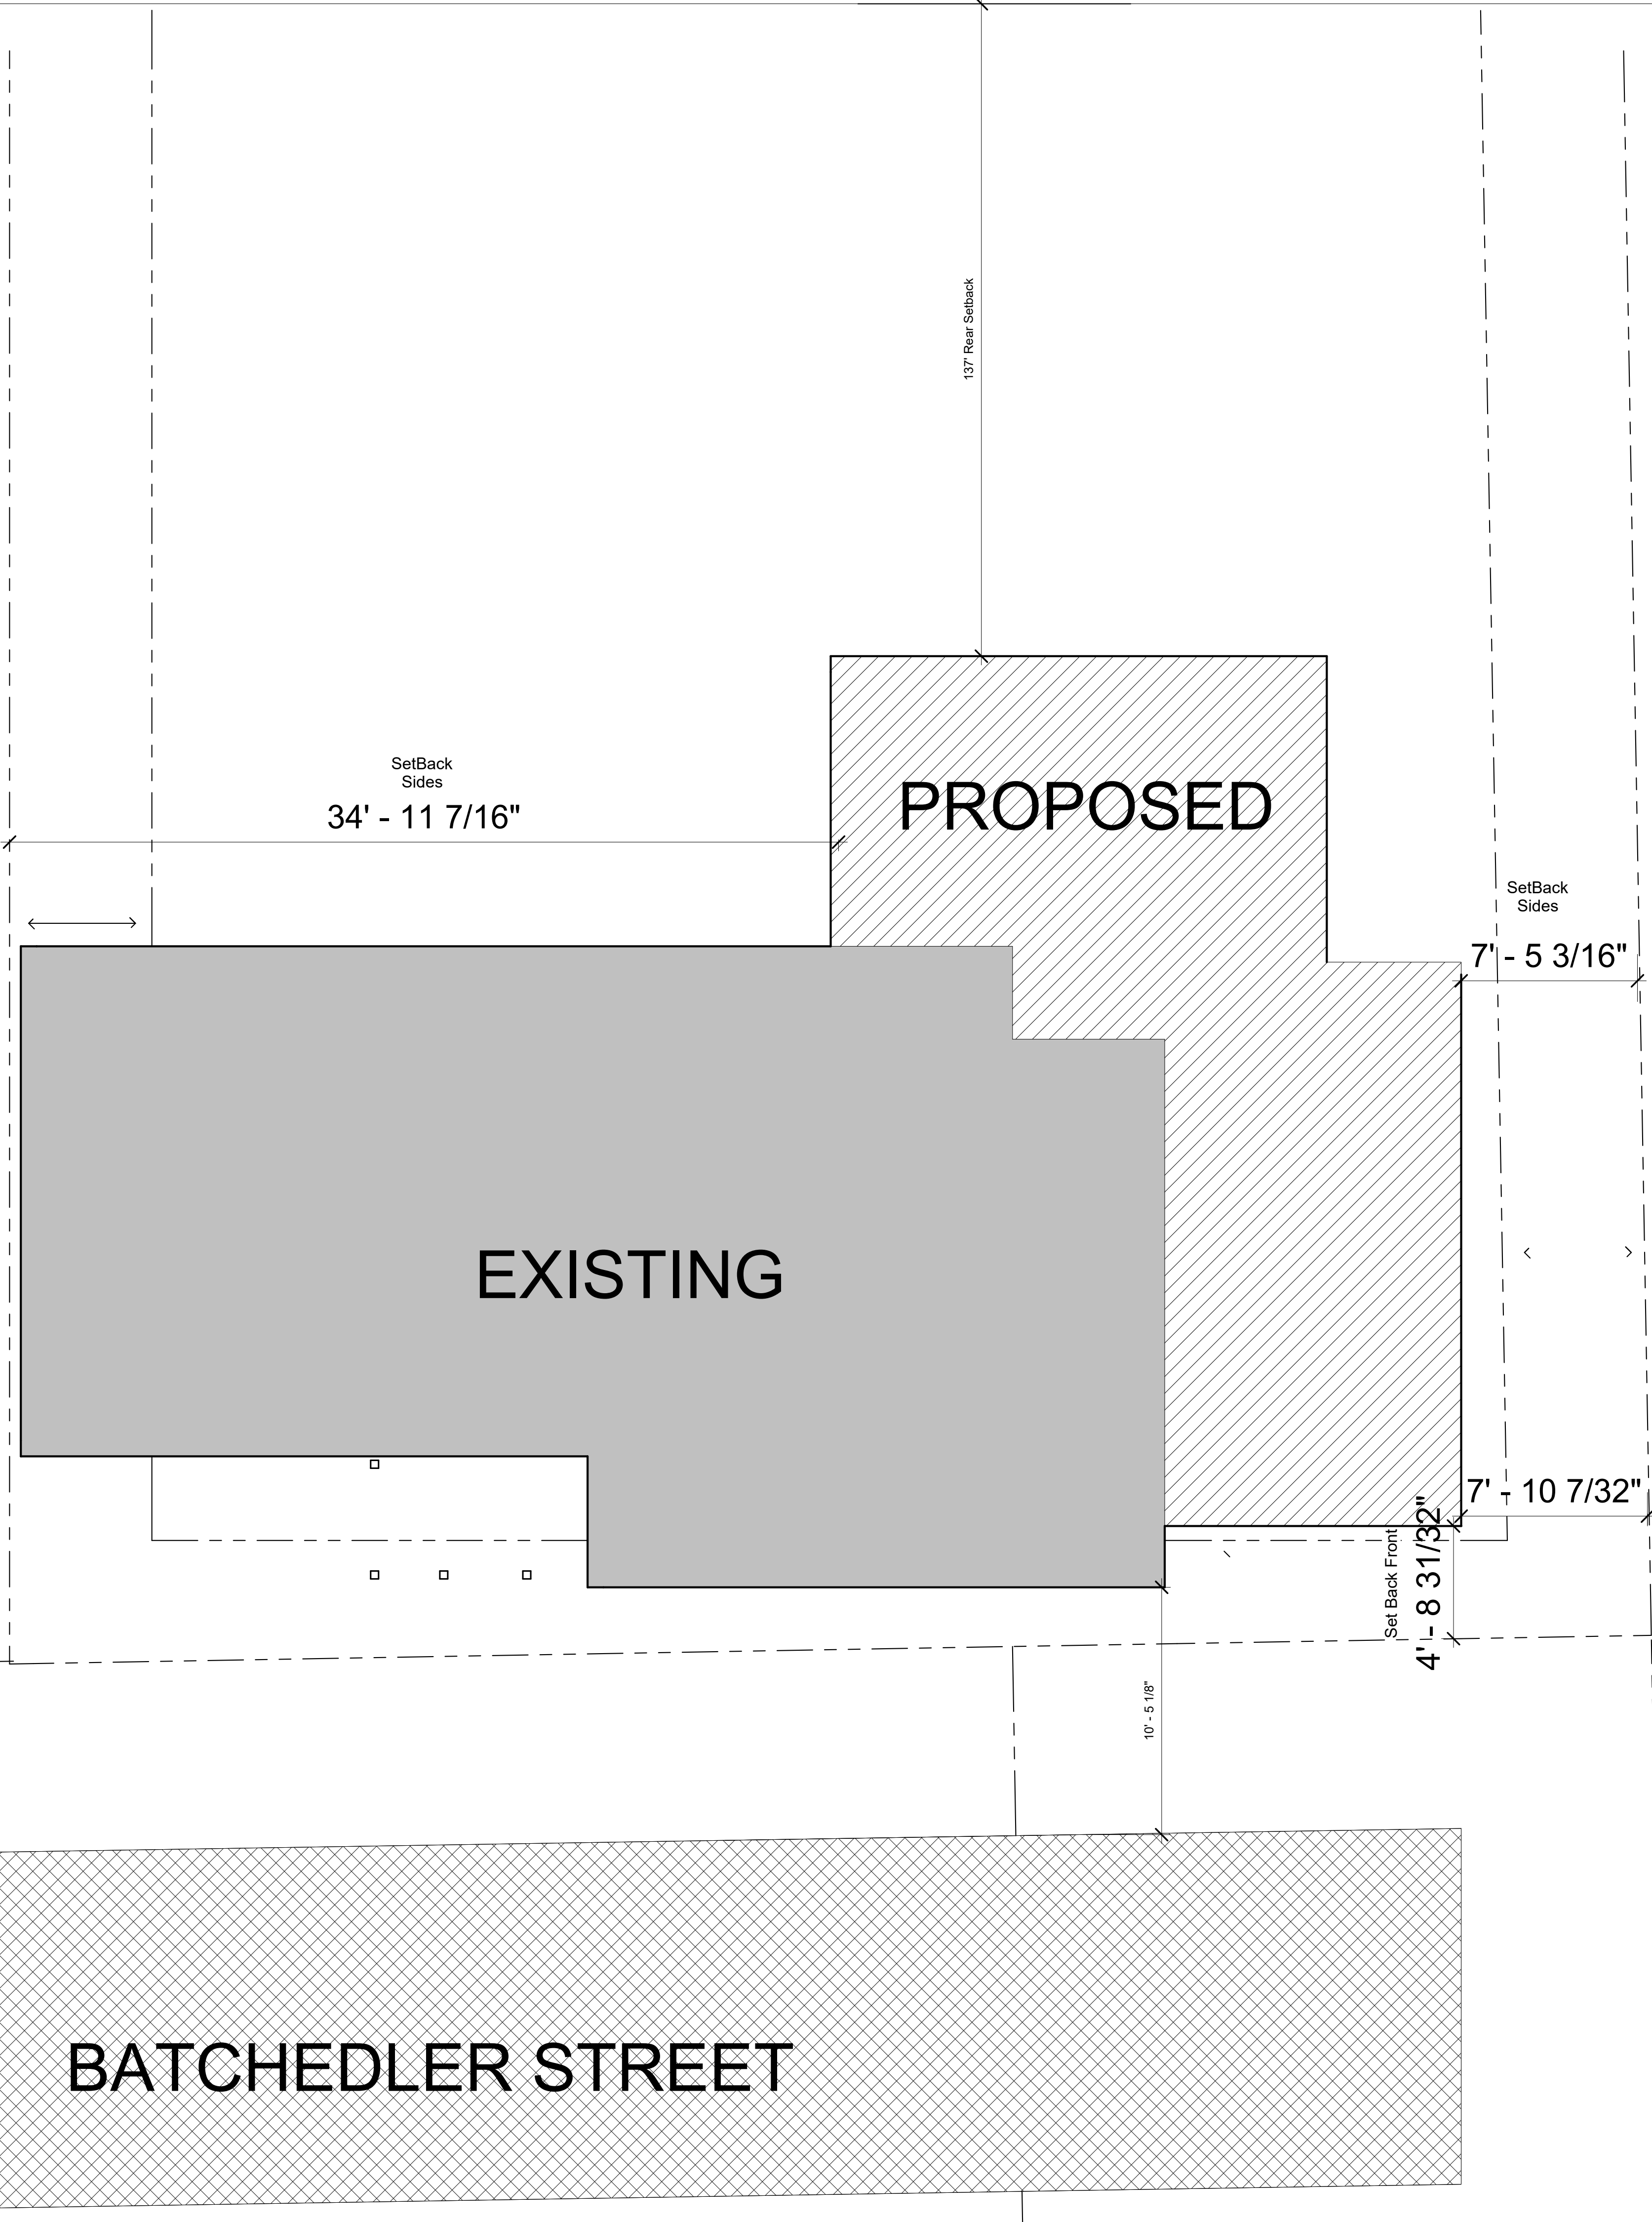 137' Rear Setback
SetBack
Sides
34' - 11 7/16"
PROPOSED
SetBack
Sides
7' - 5 3/16"
EXISTING
7' - 10 7/32"
Set Back Front
4' - 8 31/32"
10' - 5 1/8"
BATCHEDLER STREET